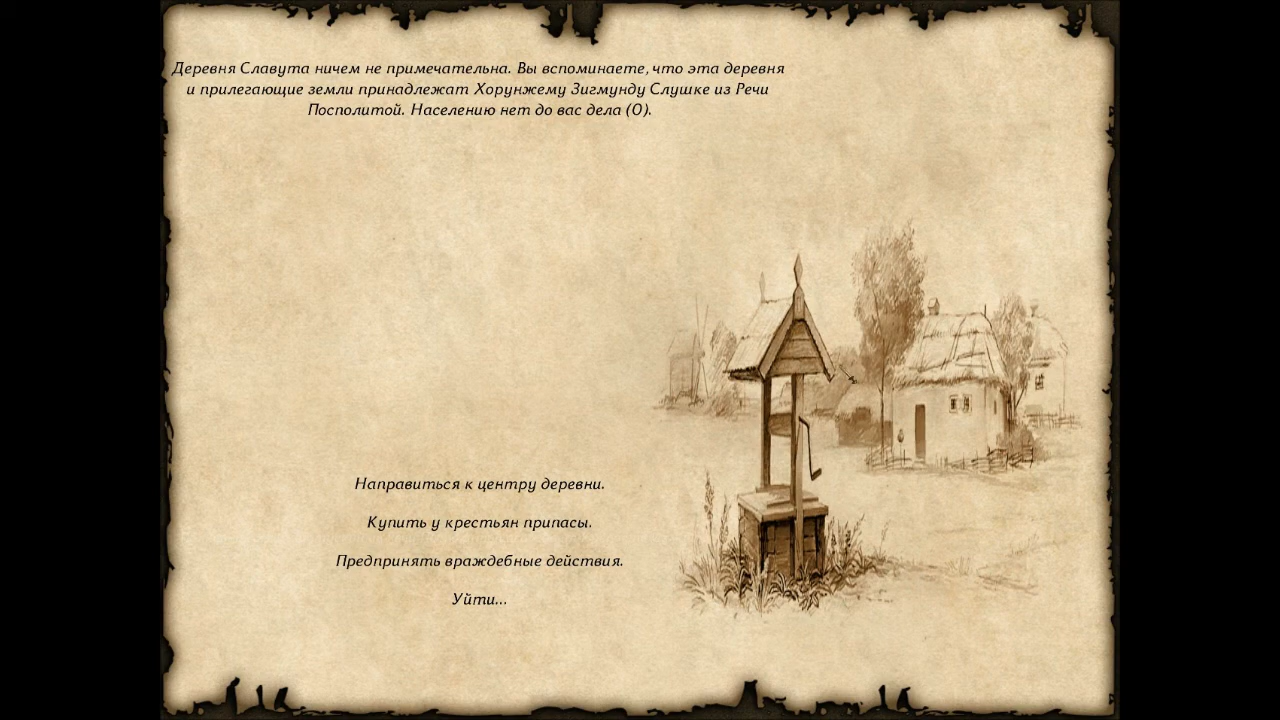 Деревня Славута ничем не примечательна. Вы вспоминаете, что эта деревня
и прилегающие земли принадлежат Хорунжему Зигмунду Слушке из Речи
Посполитой. Населению нет до вас дела (0).
Направиться к центру деревни.
Купить у крестьян припасы.
Предпринять враждебные действия.
Уйти...